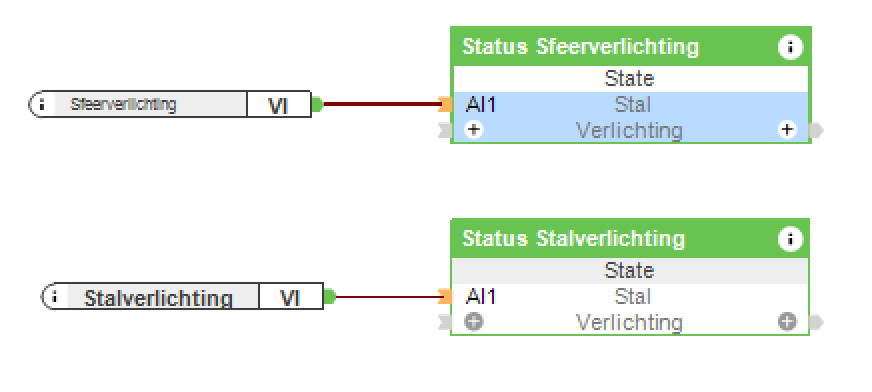 Status Sfeerverlichting i
State
i Sfeerverlichting VI AI1 Stal
+ Verlichting +
Status Stalverlichting i
State
i Stalverlichting VI AI1 Stal
+ Verlichting +